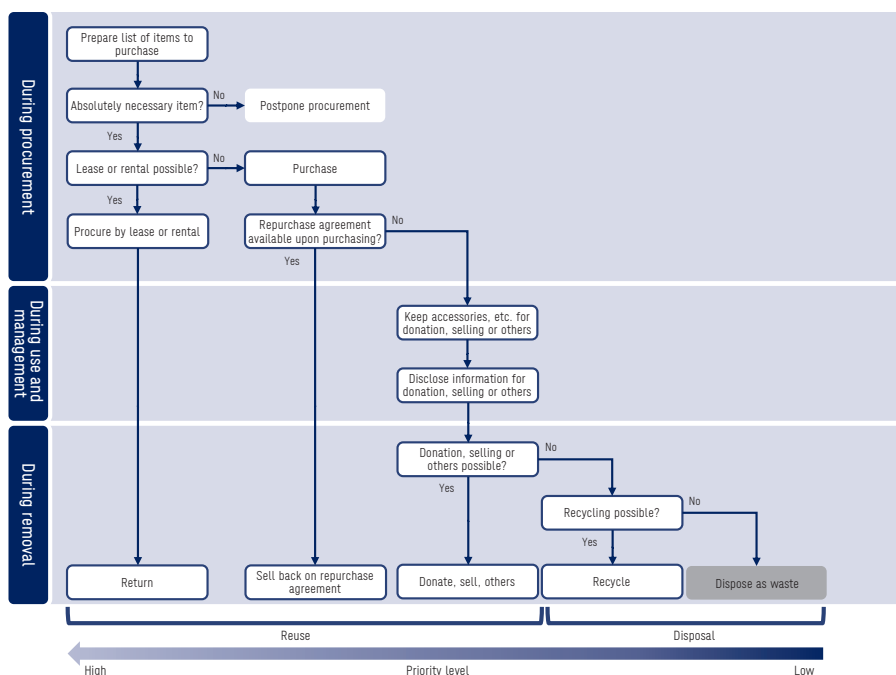 During procurement
Prepare list of items to
purchase
Absolutely necessary item?
No
Postpone procurement
Yes
Lease or rental possible?
No
Purchase
Yes
Procure by lease or rental
Repurchase agreement
available upon purchasing?
No
Yes
During use and
management
Keep accessories, etc. for
donation, selling or others
Disclose information for
donation, selling or others
During removal
Donation, selling or
others possible?
No
Yes
Recycling possible?
No
Yes
Return
Sell back on repurchase
agreement
Donate, sell, others
Recycle
Dispose as waste
Reuse
Disposal
High
Priority level
Low